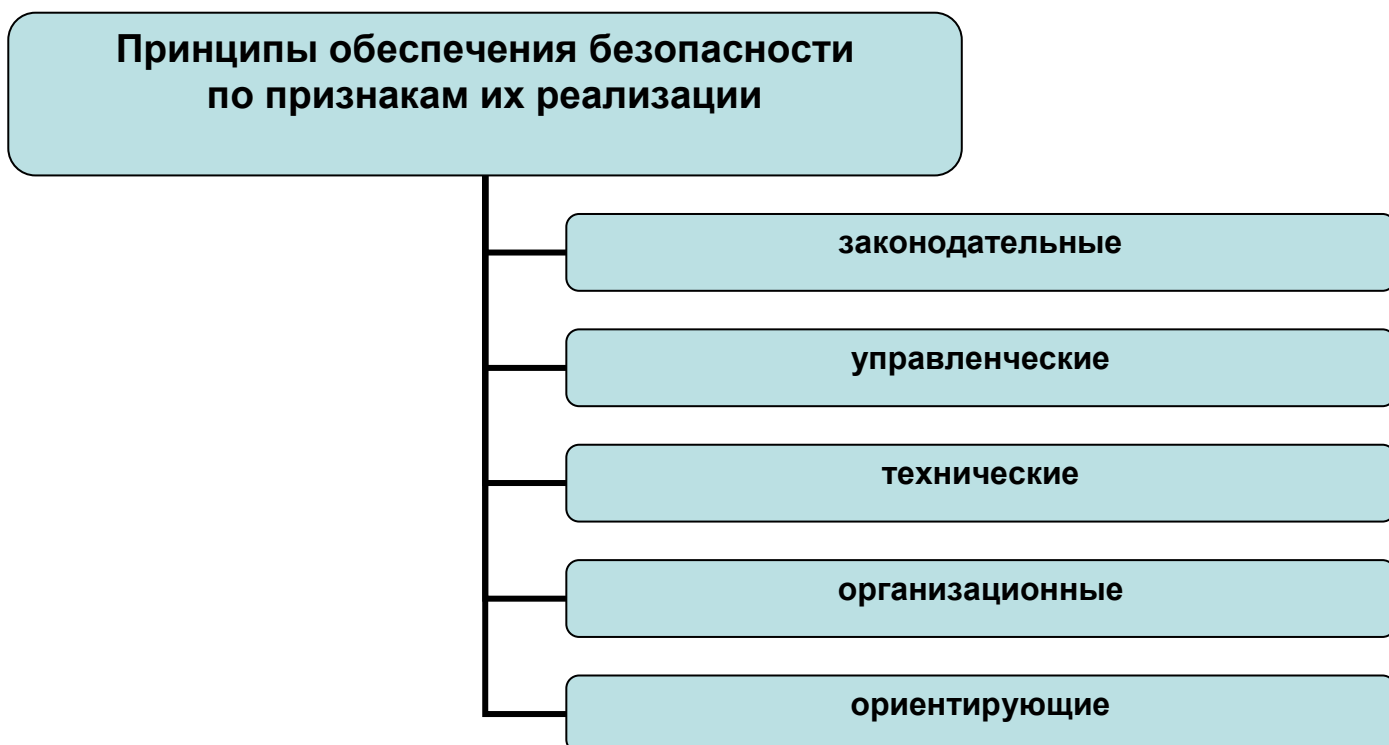 Принципы обеспечения безопасности
по признакам их реализации
законодательные
управленческие
технические
организационные
ориентирующие